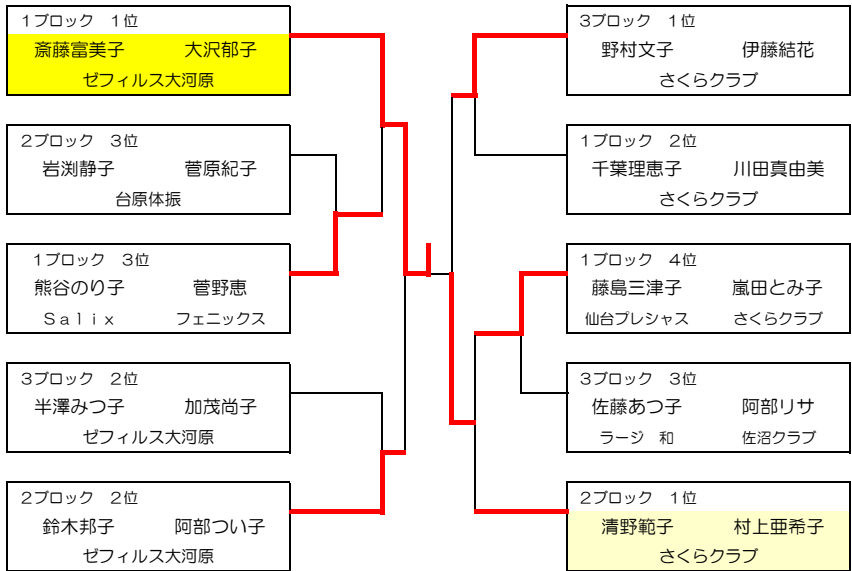 1ブロック　1位
斎藤富美子　大沢郁子
ゼフィルス大河原
2ブロック　3位
岩渕静子　菅原紀子
台原体振
1ブロック　3位
熊谷のり子　菅野恵
Ｓａｌｉｘ　フェニックス
3ブロック　2位
半澤みつ子　加茂尚子
ゼフィルス大河原
2ブロック　2位
鈴木邦子　阿部つい子
ゼフィルス大河原
3ブロック　1位
野村文子　伊藤結花
さくらクラブ
1ブロック　2位
千葉理恵子　川田真由美
さくらクラブ
1ブロック　4位
藤島三津子　嵐田とみ子
仙台プレシャス　さくらクラブ
3ブロック　3位
佐藤あつ子　阿部リサ
ラージ　和　佐沼クラブ
2ブロック　1位
清野範子　村上亜希子
さくらクラブ